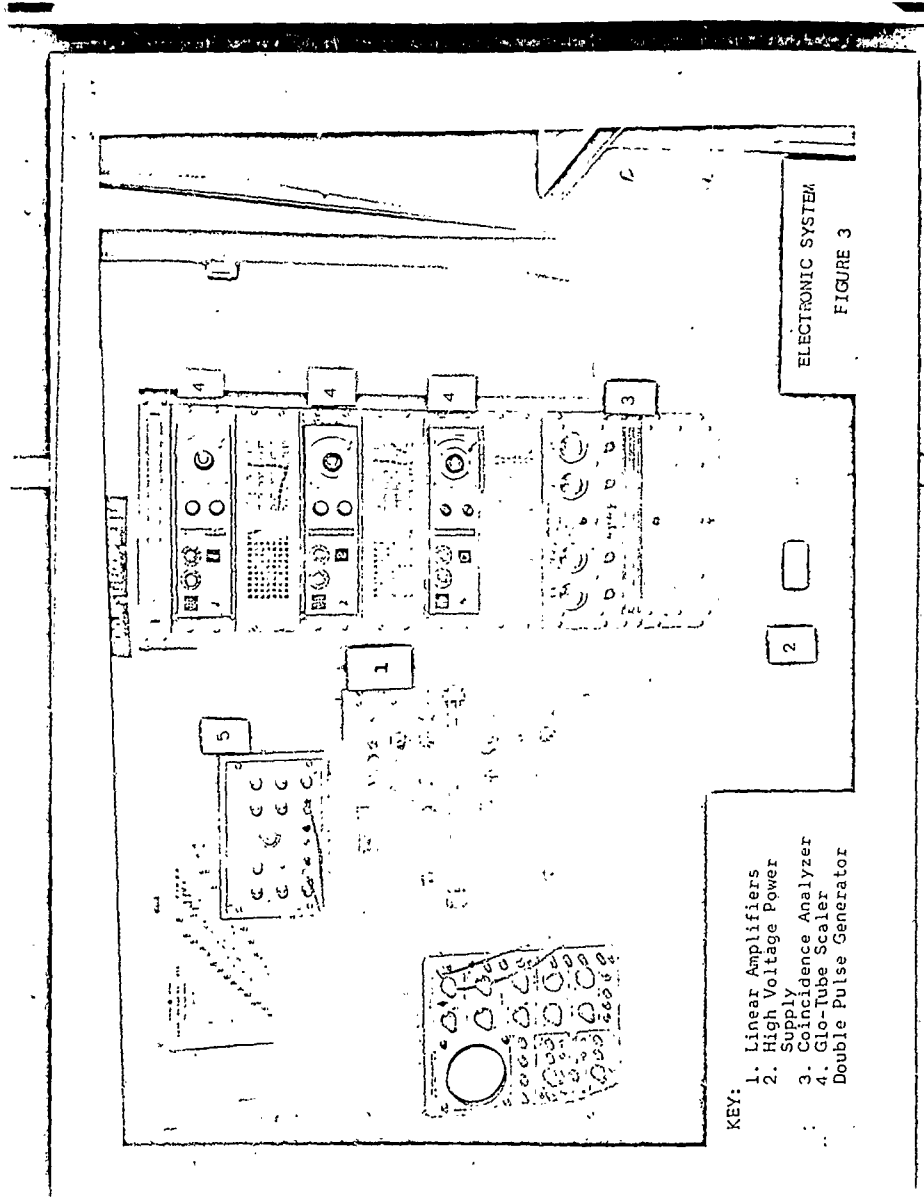 4
4
4
3
5
1
2
ELECTRONIC SYSTEM
FIGURE 3
KEY:
1. Linear Amplifiers
2. High Voltage Power
Supply
3. Coincidence Analyzer
4. Glo-Tube Scaler
Double Pulse Generator